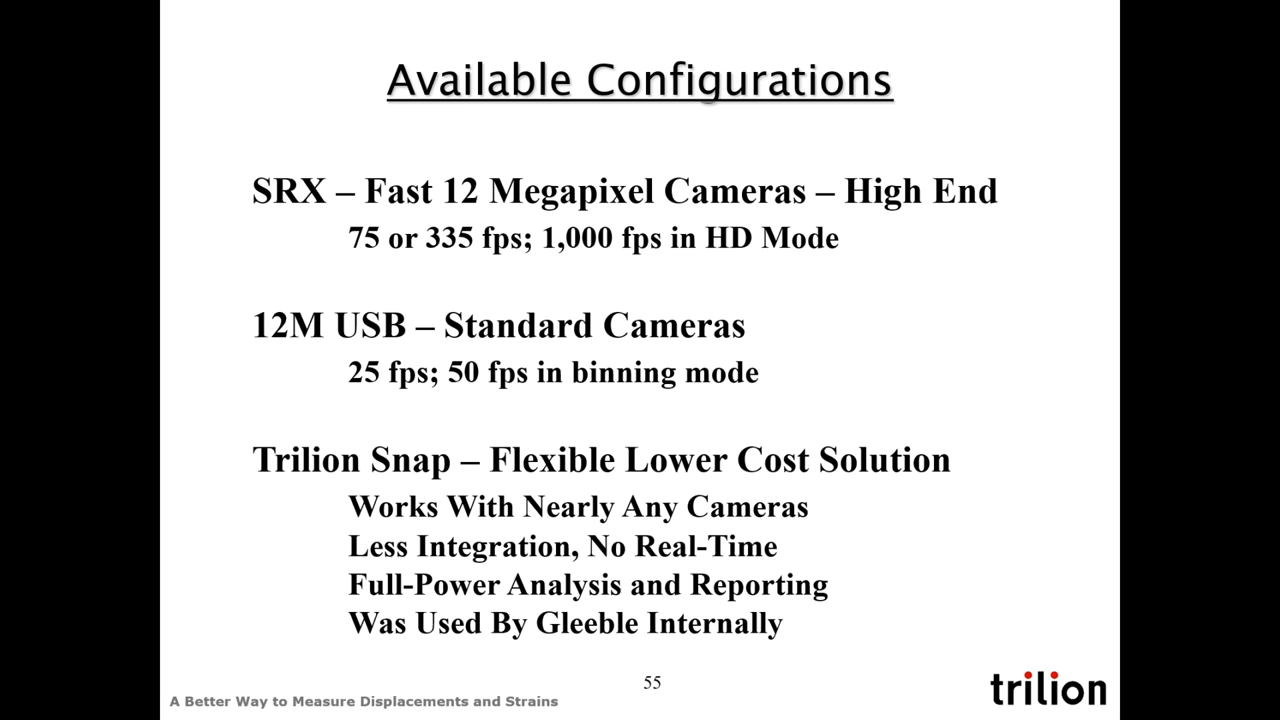 Available Configurations
SRX – Fast 12 Megapixel Cameras – High End
75 or 335 fps; 1,000 fps in HD Mode
12M USB – Standard Cameras
25 fps; 50 fps in binning mode
Trilion Snap – Flexible Lower Cost Solution
Works With Nearly Any Cameras
Less Integration, No Real-Time
Full-Power Analysis and Reporting
Was Used By Gleeble Internally
55
A Better Way to Measure Displacements and Strains
trilion